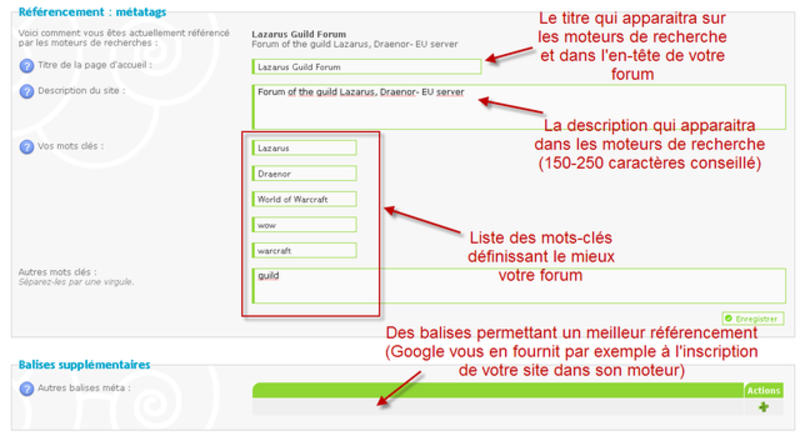 Référencement : métatags
Voici comment vous êtes actuellement référencé
par les moteurs de recherches :
Lazarus Guild Forum
Forum of the guild Lazarus, Draenor- EU server
Le titre qui apparaitra sur
les moteurs de recherche
et dans l'en-tête de votre
forum
Titre de la page d'accueil :
Lazarus Guild Forum
Description du site :
Forum of the guild Lazarus, Draenor- EU server
La description qui apparaitra
dans les moteurs de recherche
(150-250 caractères conseillé)
Vos mots clés :
Lazarus
Draenor
World of Warcraft
wow
warcraft
Liste des mots-clés
définissant le mieux
votre forum
Autres mots clés :
Séparez-les par une virgule.
guild
Enregistrer
Des balises permettant un meilleur référencement
(Google vous en fournit par exemple à l'inscription
de votre site dans son moteur)
Balises supplémentaires
Autres balises méta :
Actions